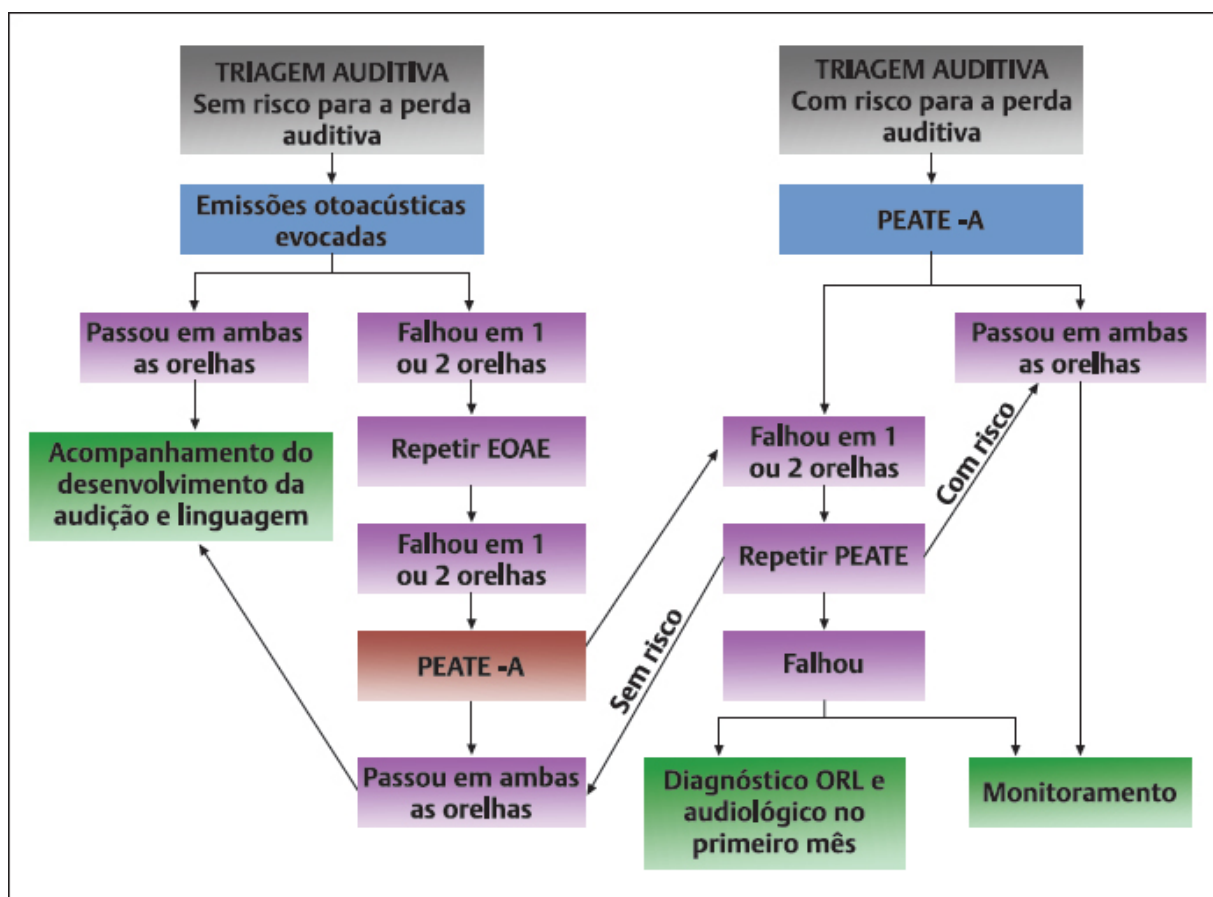 TRIAGEM AUDITIVA
Sem risco para a perda
auditiva
Emissões otoacústicas
evocadas
Passou em ambas
as orelhas
Falhou em 1
ou 2 orelhas
Acompanhamento do
desenvolvimento da
audição e linguagem
Repetir EOAE
Falhou em 1
ou 2 orelhas
PEATE -A
Passou em ambas
as orelhas
TRIAGEM AUDITIVA
Com risco para a perda
auditiva
PEATE -A
Passou em ambas
as orelhas
Falhou em 1
ou 2 orelhas
Com risco
Repetir PEATE
Sem risco
Falhou
Diagnóstico ORL e
audiológico no
primeiro mês
Monitoramento